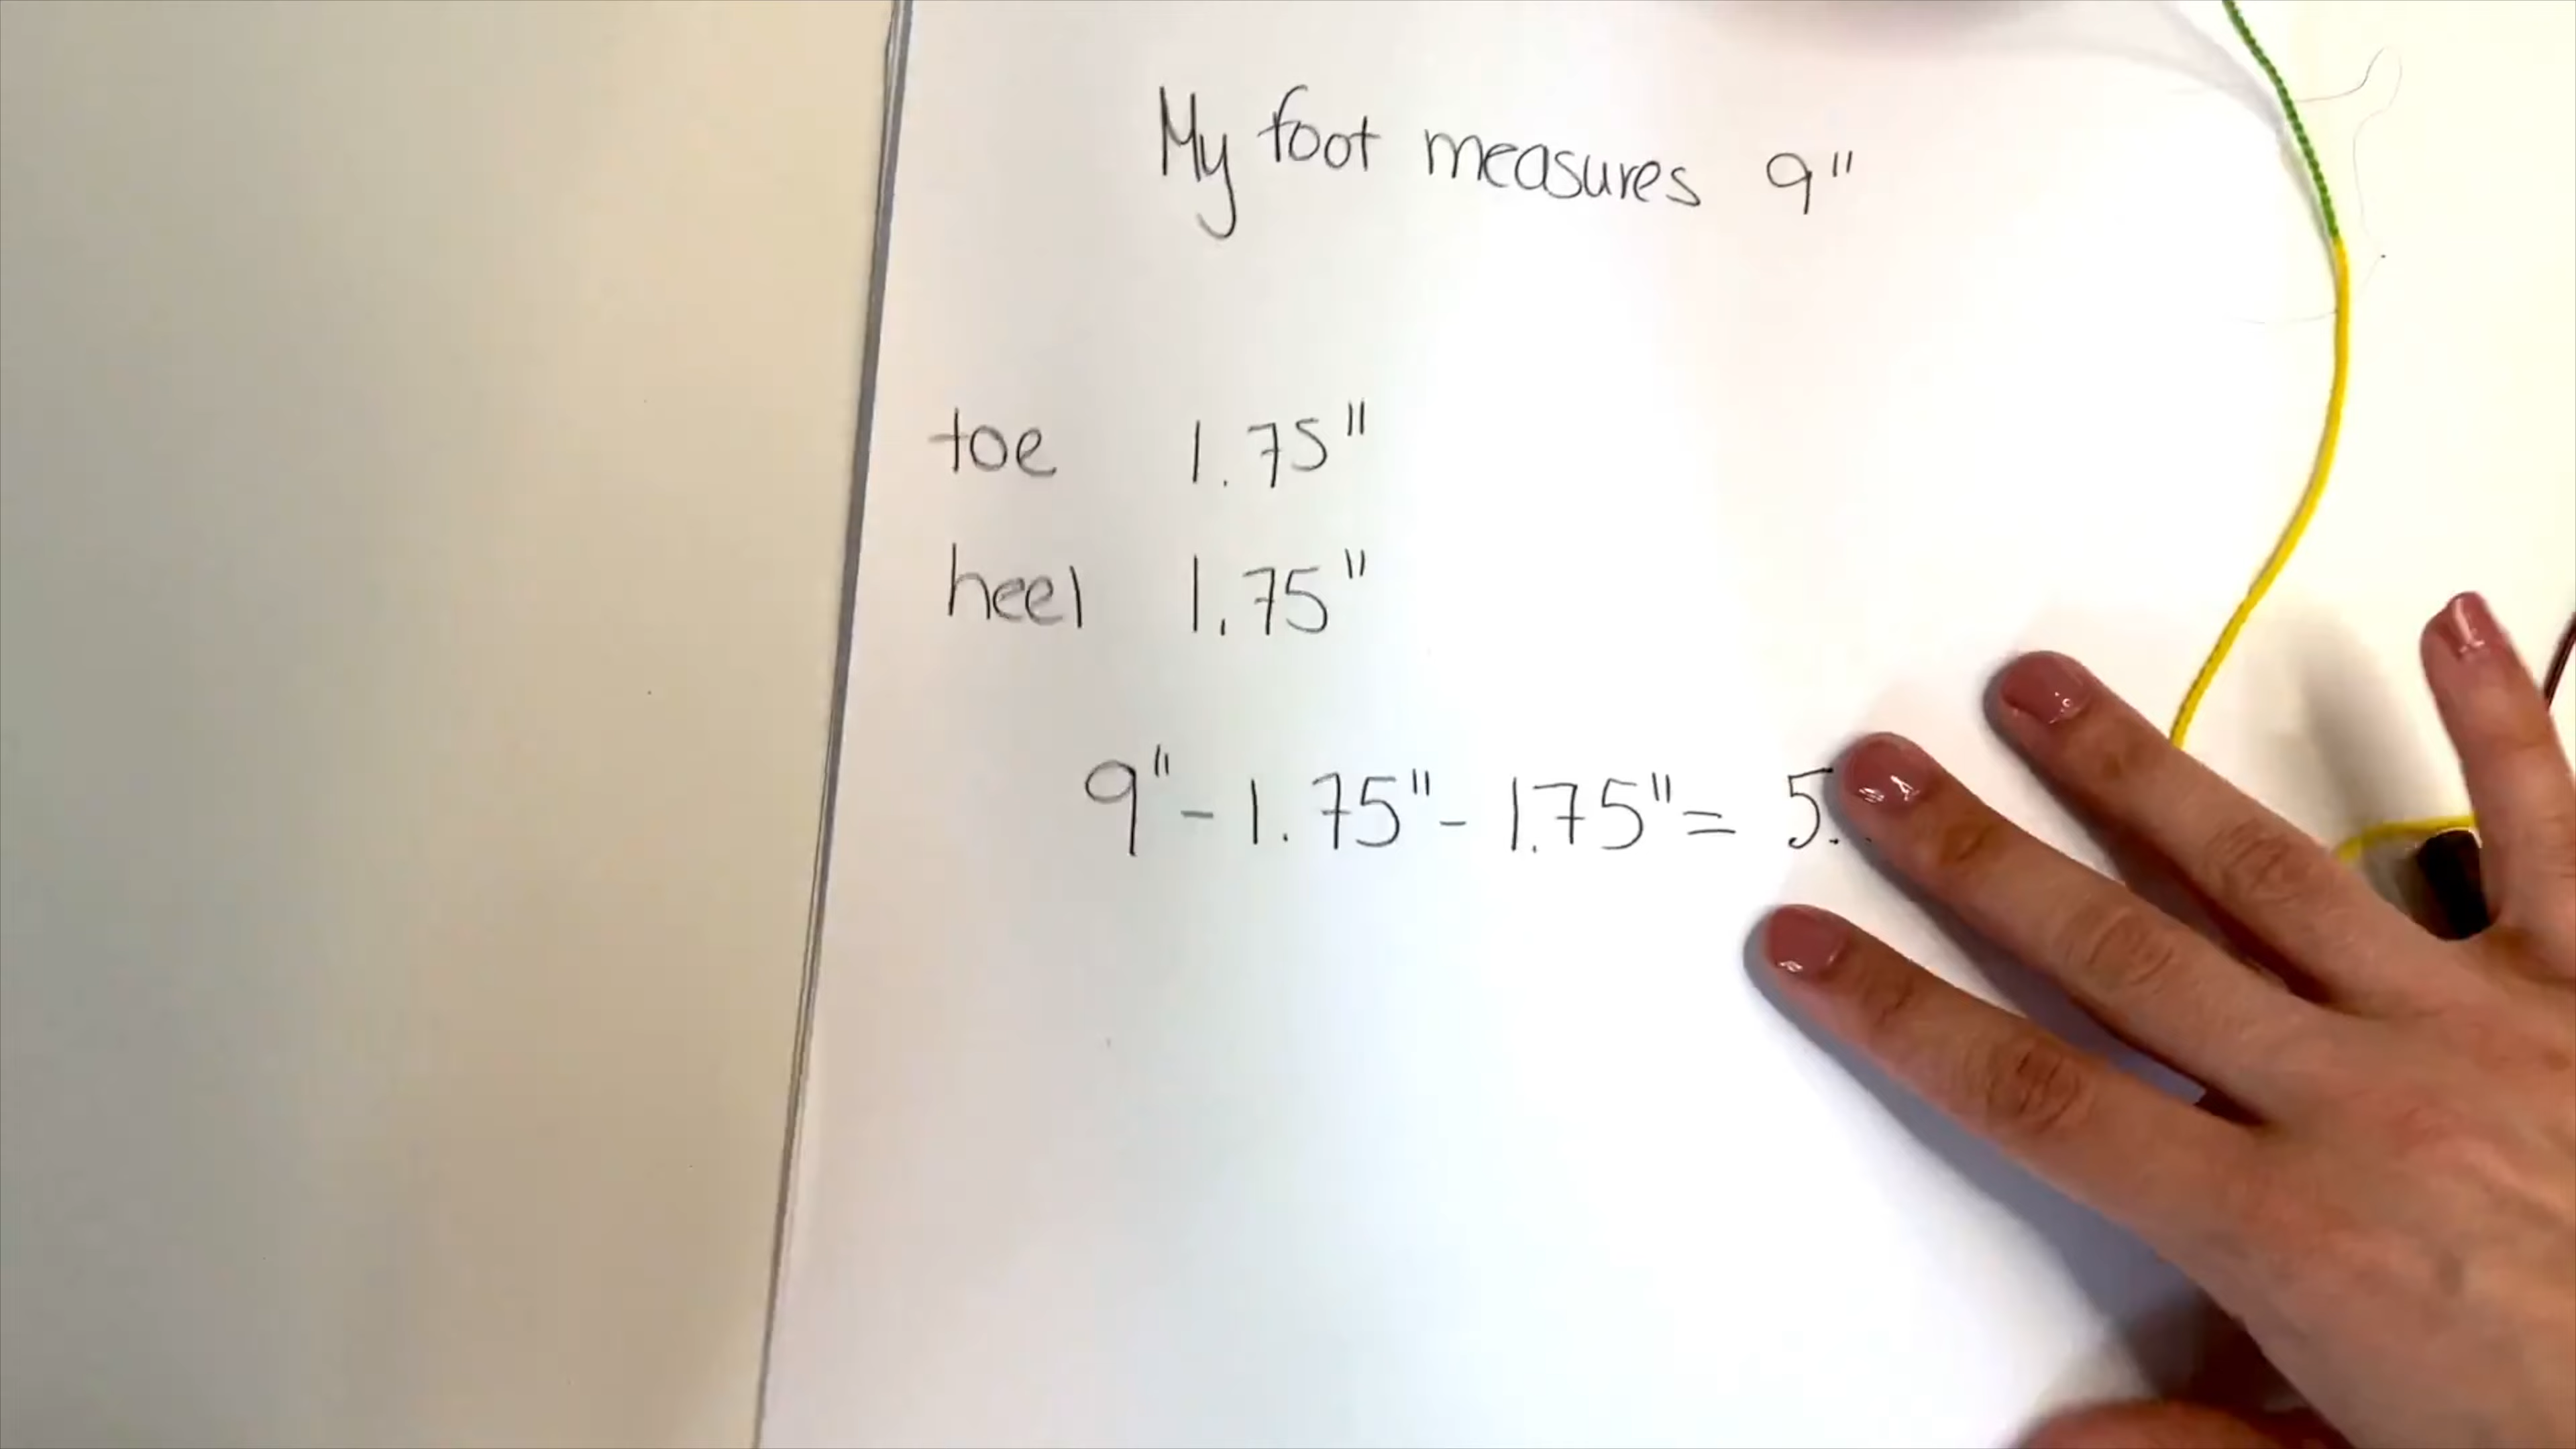 My foot measures 9"
toe 1.75"
heel 1.75"
9" - 1.75" - 1.75" = 5.